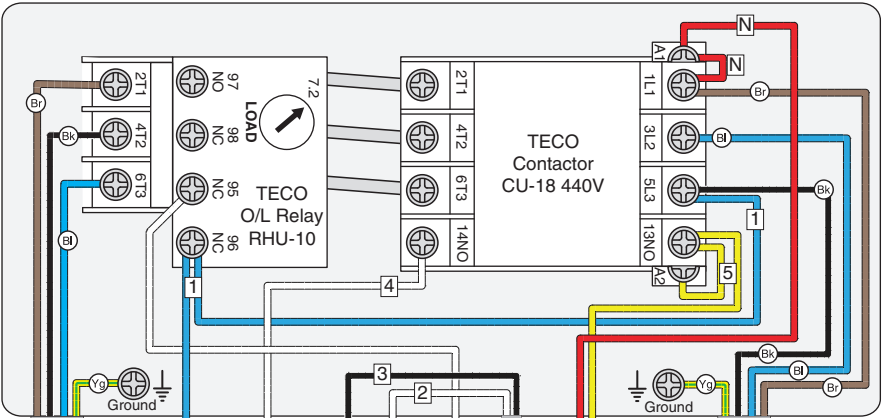 N
A1
N
2T1
NO
97
7.2
2T1
1L1
Br
Br
LOAD
4T2
NC
98
4T2
3L2
Bk
Bl
TECO
Contactor
CU-18 440V
6T3
NC
95
6T3
5L3
Bk
TECO
O/L Relay
RHU-10
1
Bl
NC
96
14NO
13NO
A2
5
1
4
Bk
3
Bl
Yg
2
Yg
Br
Ground
Ground